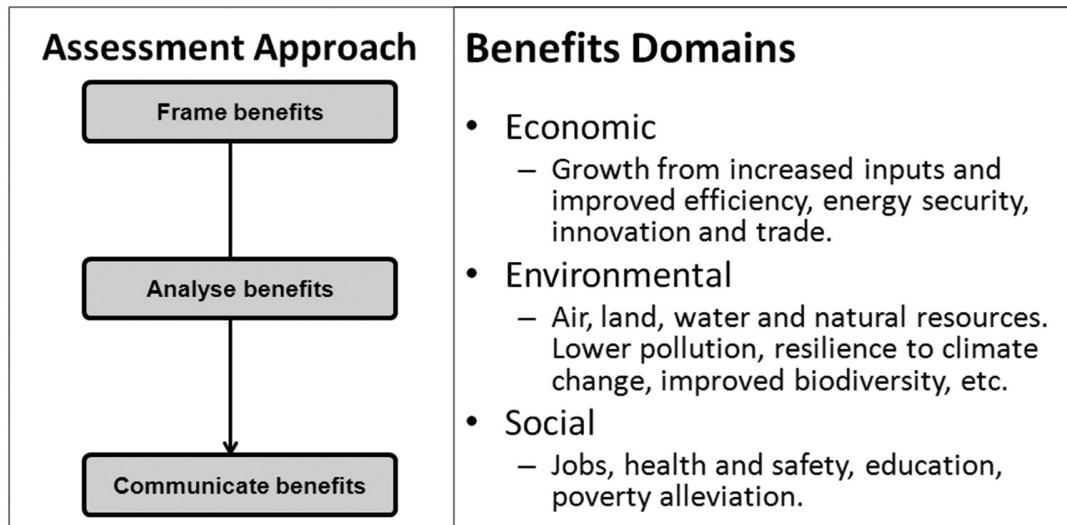 Assessment Approach
Frame benefits
Analyse benefits
Communicate benefits
Benefits Domains
• Economic
– Growth from increased inputs and
improved efficiency, energy security,
innovation and trade.
• Environmental
– Air, land, water and natural resources.
Lower pollution, resilience to climate
change, improved biodiversity, etc.
• Social
– Jobs, health and safety, education,
poverty alleviation.